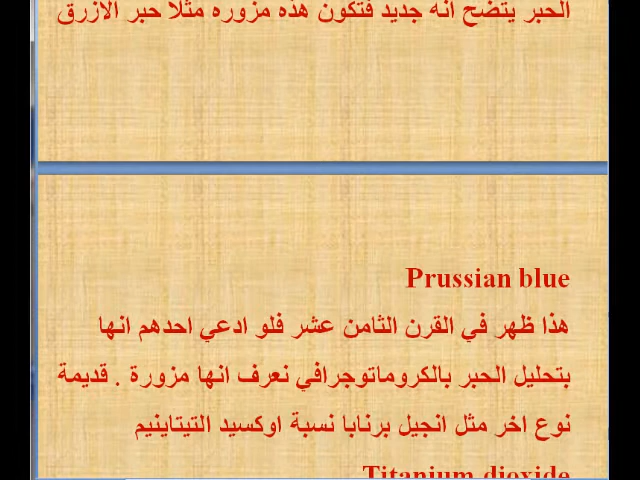 الحبر يتضح انه جديد فتكون هذه مزوره مثلا حبر الازرق
Prussian blue
هذا ظهر في القرن الثامن عشر فلو ادعي احدهم انها
بتحليل الحبر بالكروماتوجرافي نعرف انها مزورة . قديمة
نوع اخر مثل انجيل برنابا نسبة اوكسيد التيتاينيم
Titanium dioxide